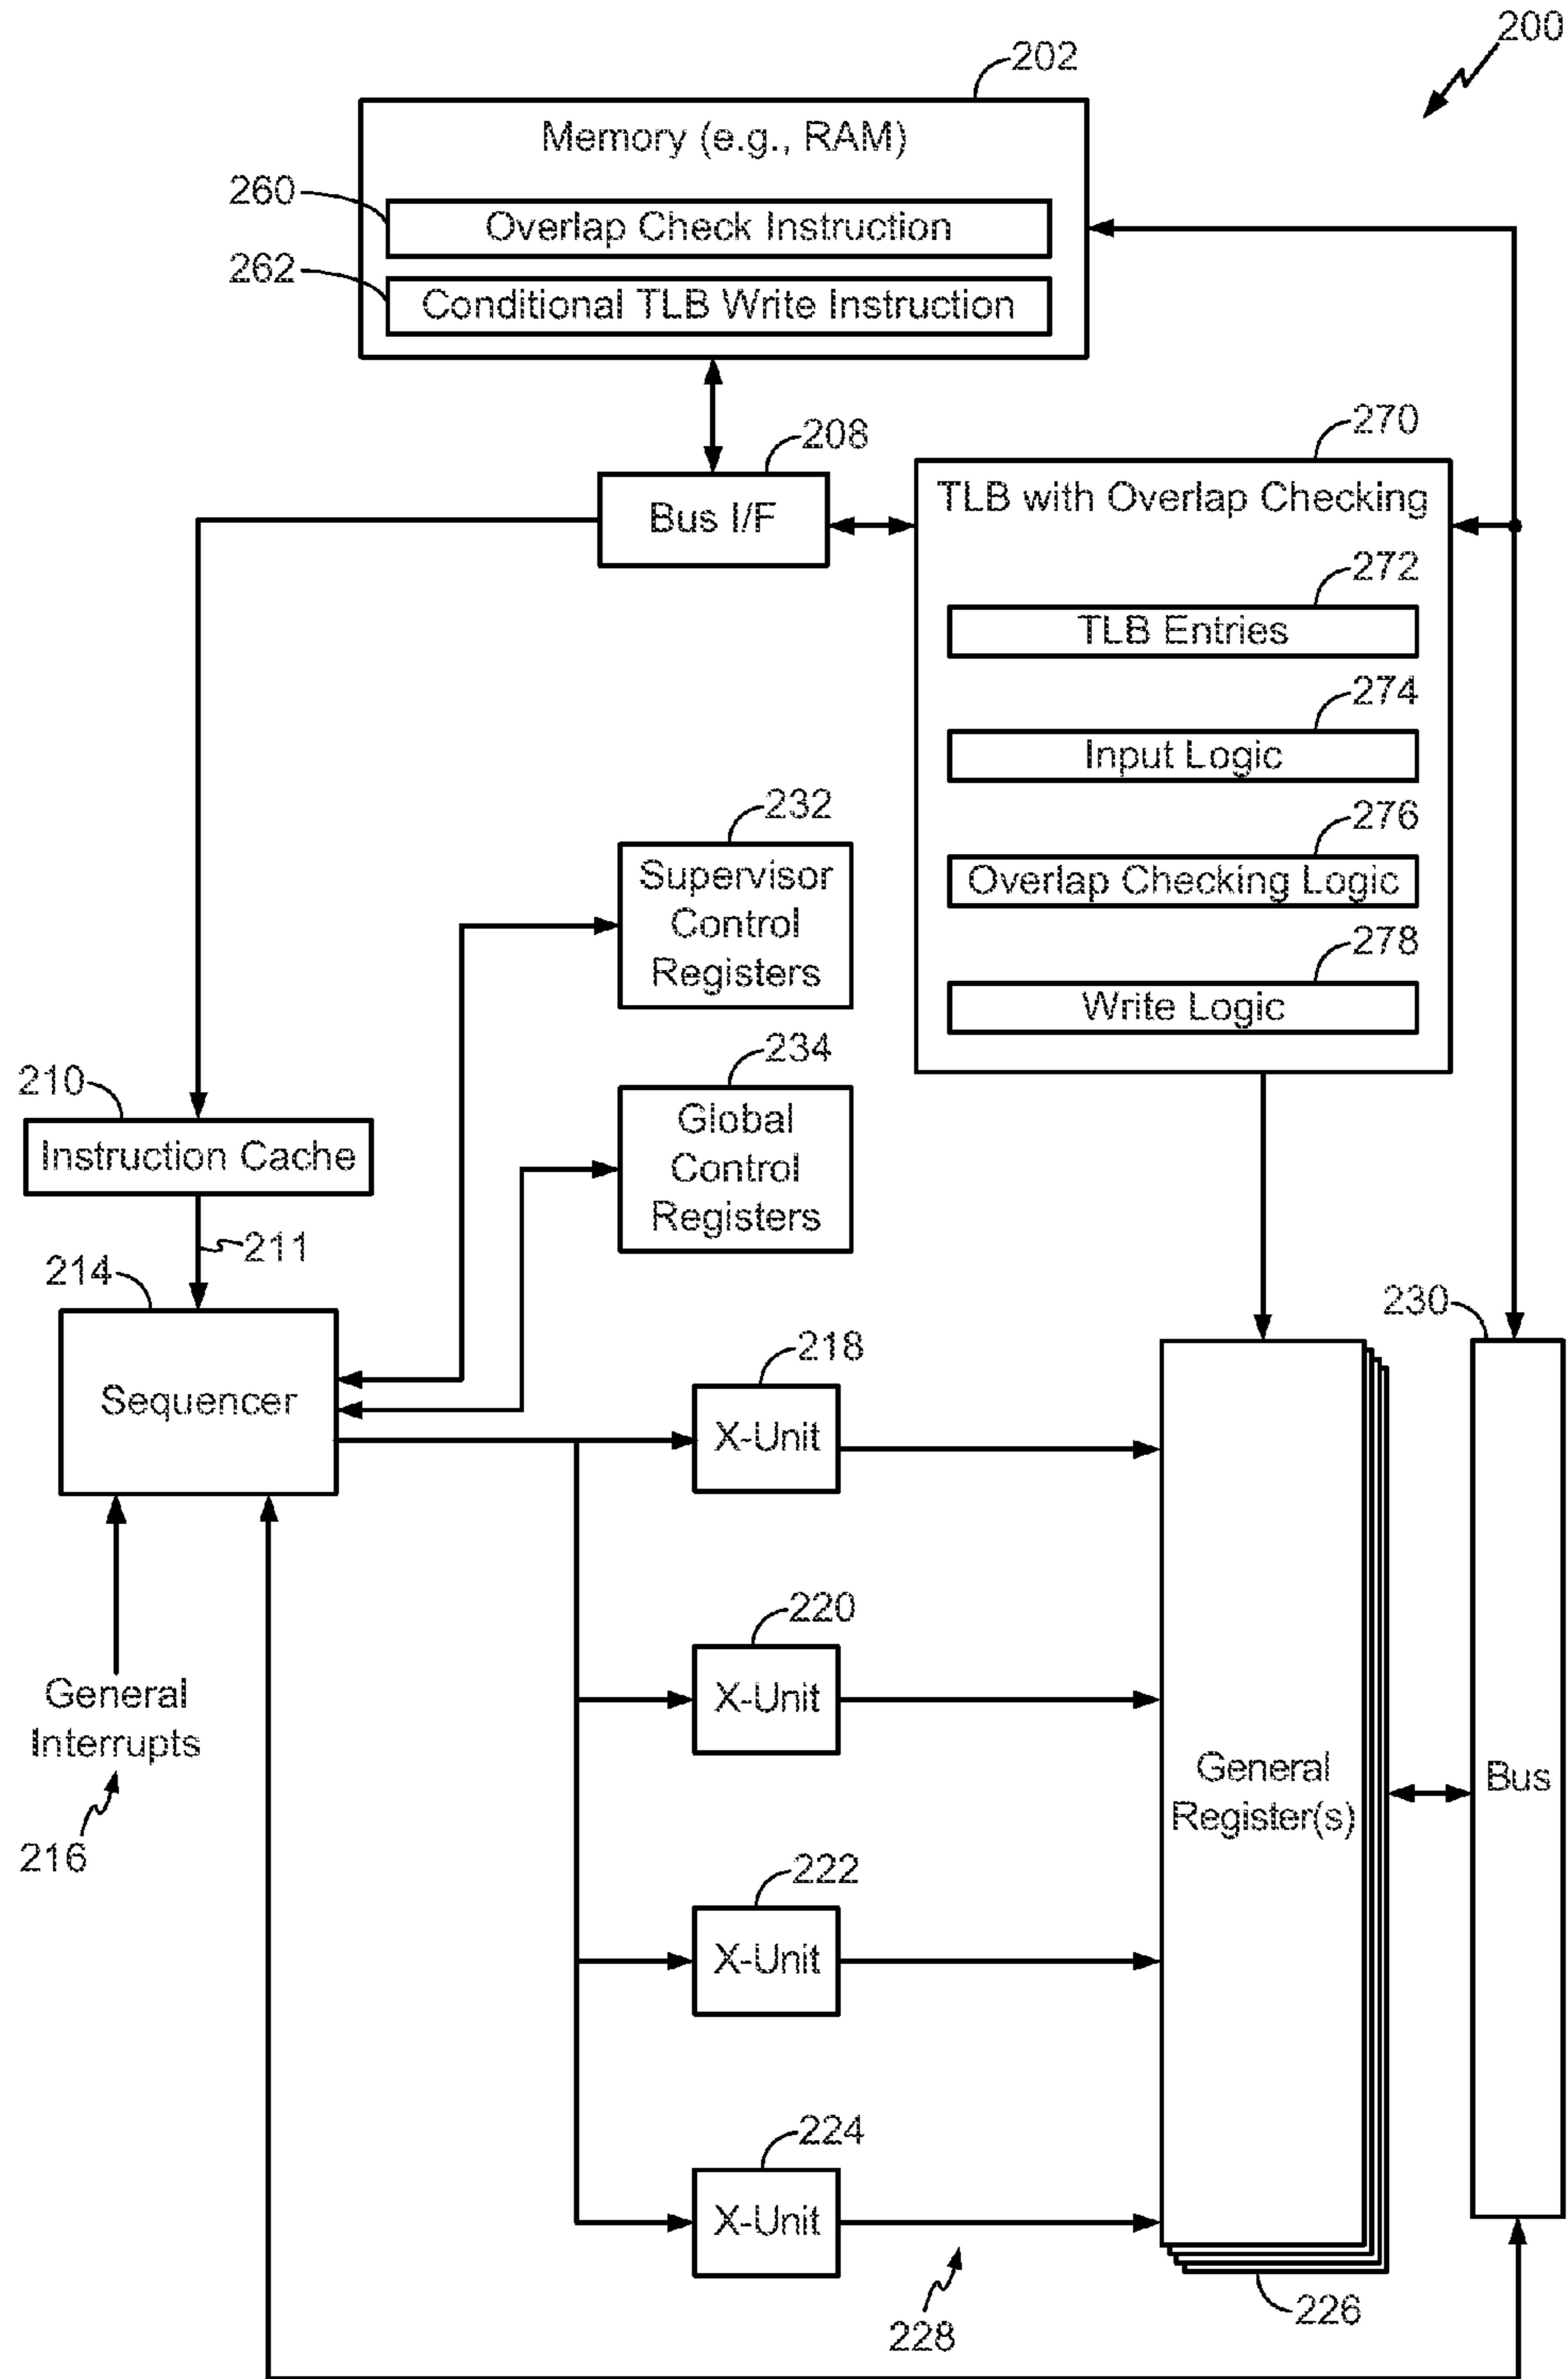 200
202
Memory (e.g., RAM)
260
Overlap Check Instruction
262
Conditional TLB Write Instruction
208
Bus I/F
270
TLB with Overlap Checking
272
TLB Entries
274
Input Logic
276
Overlap Checking Logic
278
Write Logic
232
Supervisor
Control
Registers
234
Global
Control
Registers
210
Instruction Cache
211
214
Sequencer
230
218
X-Unit
220
X-Unit
General
Interrupts
216
General
Register(s)
Bus
222
X-Unit
224
X-Unit
228
226